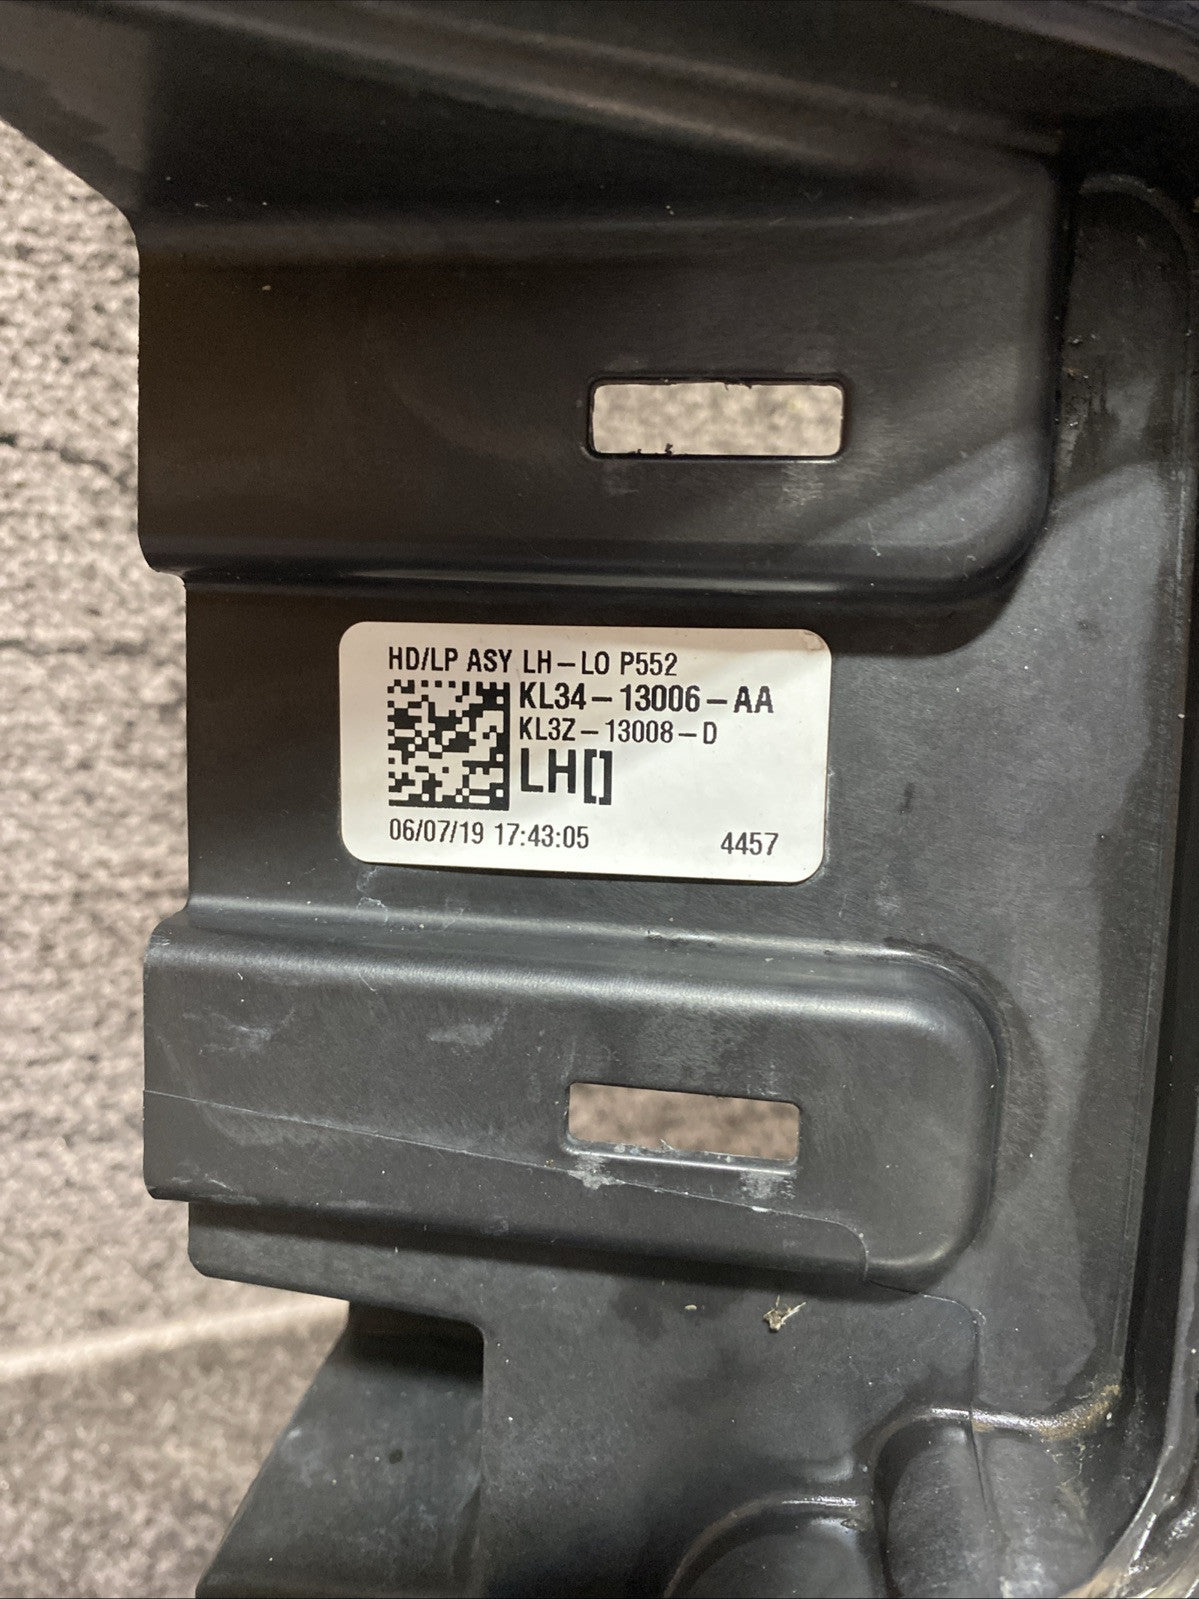 HD/LP ASY LH-LO P552
KL34-13006-AA
KL3Z-13008-D
LH[]
06/07/19 17:43:05 4457